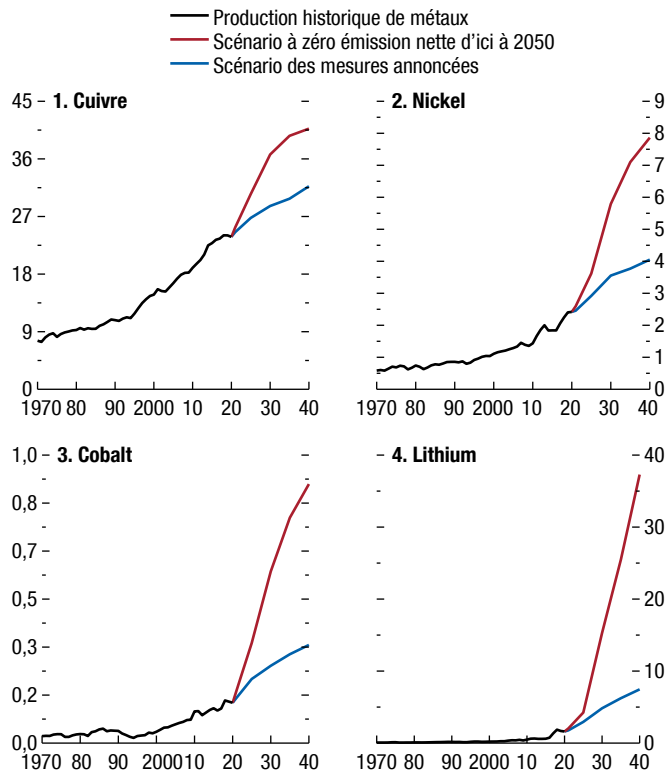 Production historique de métaux
Scénario à zéro émission nette d'ici à 2050
Scénario des mesures annoncées
1. Cuivre
45
36
27
18
9
0
1970 80 90 2000 10 20 30 40
2. Nickel
9
8
7
6
5
4
3
2
1
0
1970 80 90 2000 10 20 30 40
3. Cobalt
1,0
0,8
0,7
0,5
0,3
0,2
0,0
1970 80 90 2000 10 20 30 40
4. Lithium
40
30
20
10
0
1970 80 90 2000 10 20 30 40